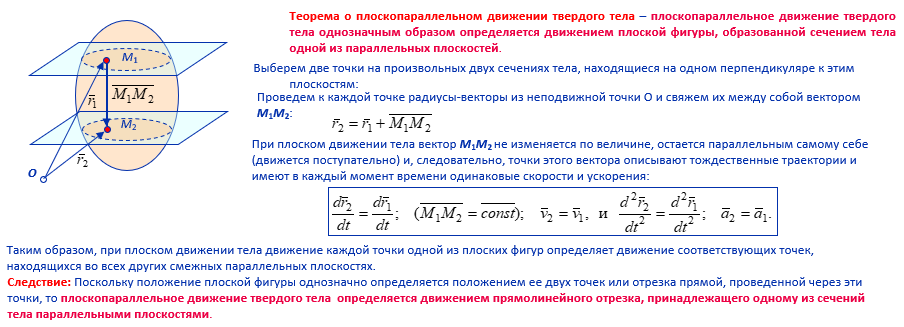 Теорема о плоскопараллельном движении твердого тела – плоскопараллельное движение твердого
тела однозначным образом определяется движением плоской фигуры, образованной сечением тела
одной из параллельных плоскостей.
Выберем две точки на произвольных двух сечениях тела, находящиеся на одном перпендикуляре к этим
плоскостям:
Проведем к каждой точке радиусы-векторы из неподвижной точки О и свяжем их между собой вектором
M₁M₂:
r̄₂ = r̄₁ + \overline{M₁M₂}
M₁
\overline{M₁M₂}
r̄₁
M₂
r̄₂
O
При плоском движении тела вектор M₁M₂ не изменяется по величине, остается параллельным самому себе
(движется поступательно) и, следовательно, точки этого вектора описывают тождественные траектории и
имеют в каждый момент времени одинаковые скорости и ускорения:
dr̄₂/dt = dr̄₁/dt; (\overline{M₁M₂} = \overline{const}); v̄₂ = v̄₁, и d²r̄₂/dt² = d²r̄₁/dt²; ā₂ = ā₁.
Таким образом, при плоском движении тела движение каждой точки одной из плоских фигур определяет движение соответствующих точек,
находящихся во всех других смежных параллельных плоскостях.
Следствие: Поскольку положение плоской фигуры однозначно определяется положением ее двух точек или отрезка прямой, проведенной через эти
точки, то плоскопараллельное движение твердого тела определяется движением прямолинейного отрезка, принадлежащего одному из сечений
тела параллельными плоскостями.